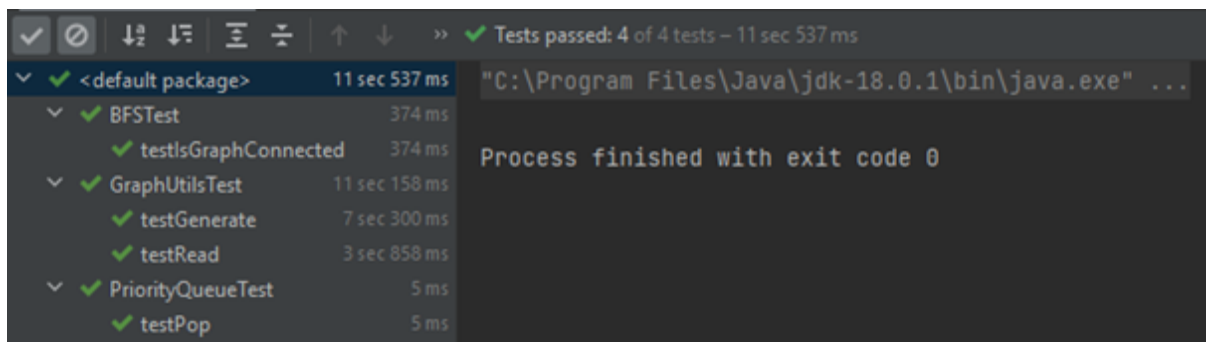 Tests passed: 4 of 4 tests – 11 sec 537 ms
<default package> 11 sec 537 ms
BFSTest 374 ms
testIsGraphConnected 374 ms
GraphUtilsTest 11 sec 158 ms
testGenerate 7 sec 300 ms
testRead 3 sec 858 ms
PriorityQueueTest 5 ms
testPop 5 ms
"C:\Program Files\Java\jdk-18.0.1\bin\java.exe" ...
Process finished with exit code 0